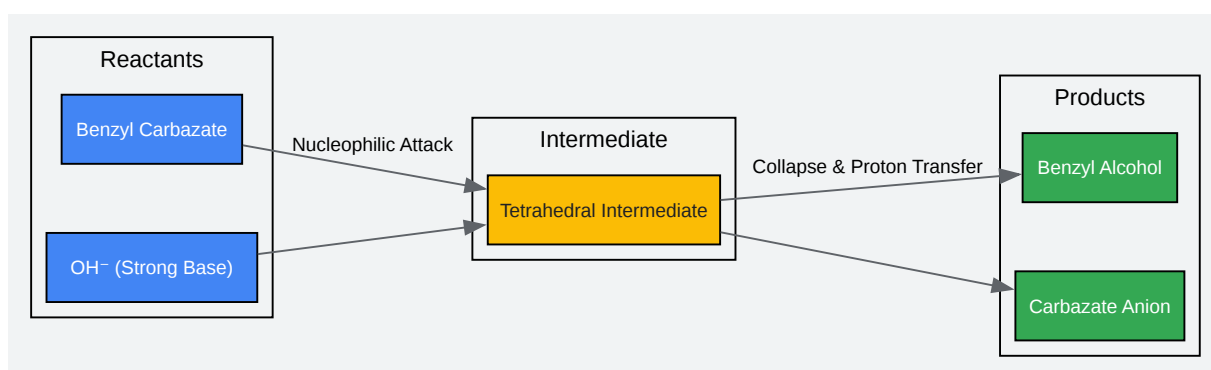 Reactants
Benzyl Carbazate
OH⁻ (Strong Base)
Nucleophilic Attack
Intermediate
Tetrahedral Intermediate
Collapse & Proton Transfer
Products
Benzyl Alcohol
Carbazate Anion